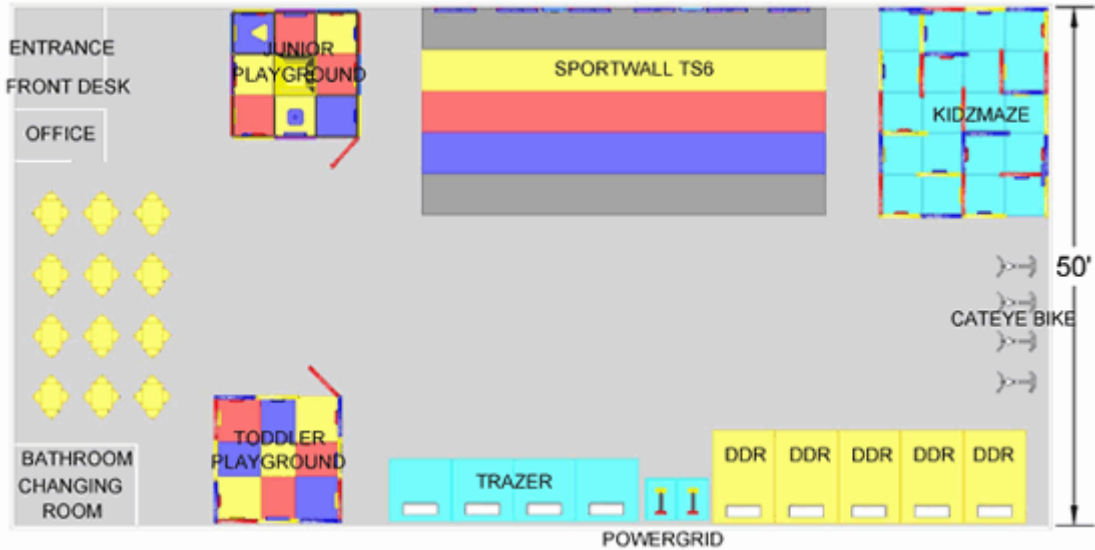 ENTRANCE
FRONT DESK
OFFICE
JUNIOR
PLAYGROUND
SPORTWALL TS6
KIDZMAZE
50'
CATEYE BIKE
BATHROOM
CHANGING
ROOM
TODDLER
PLAYGROUND
TRAZER
POWERGRID
DDR
DDR
DDR
DDR
DDR